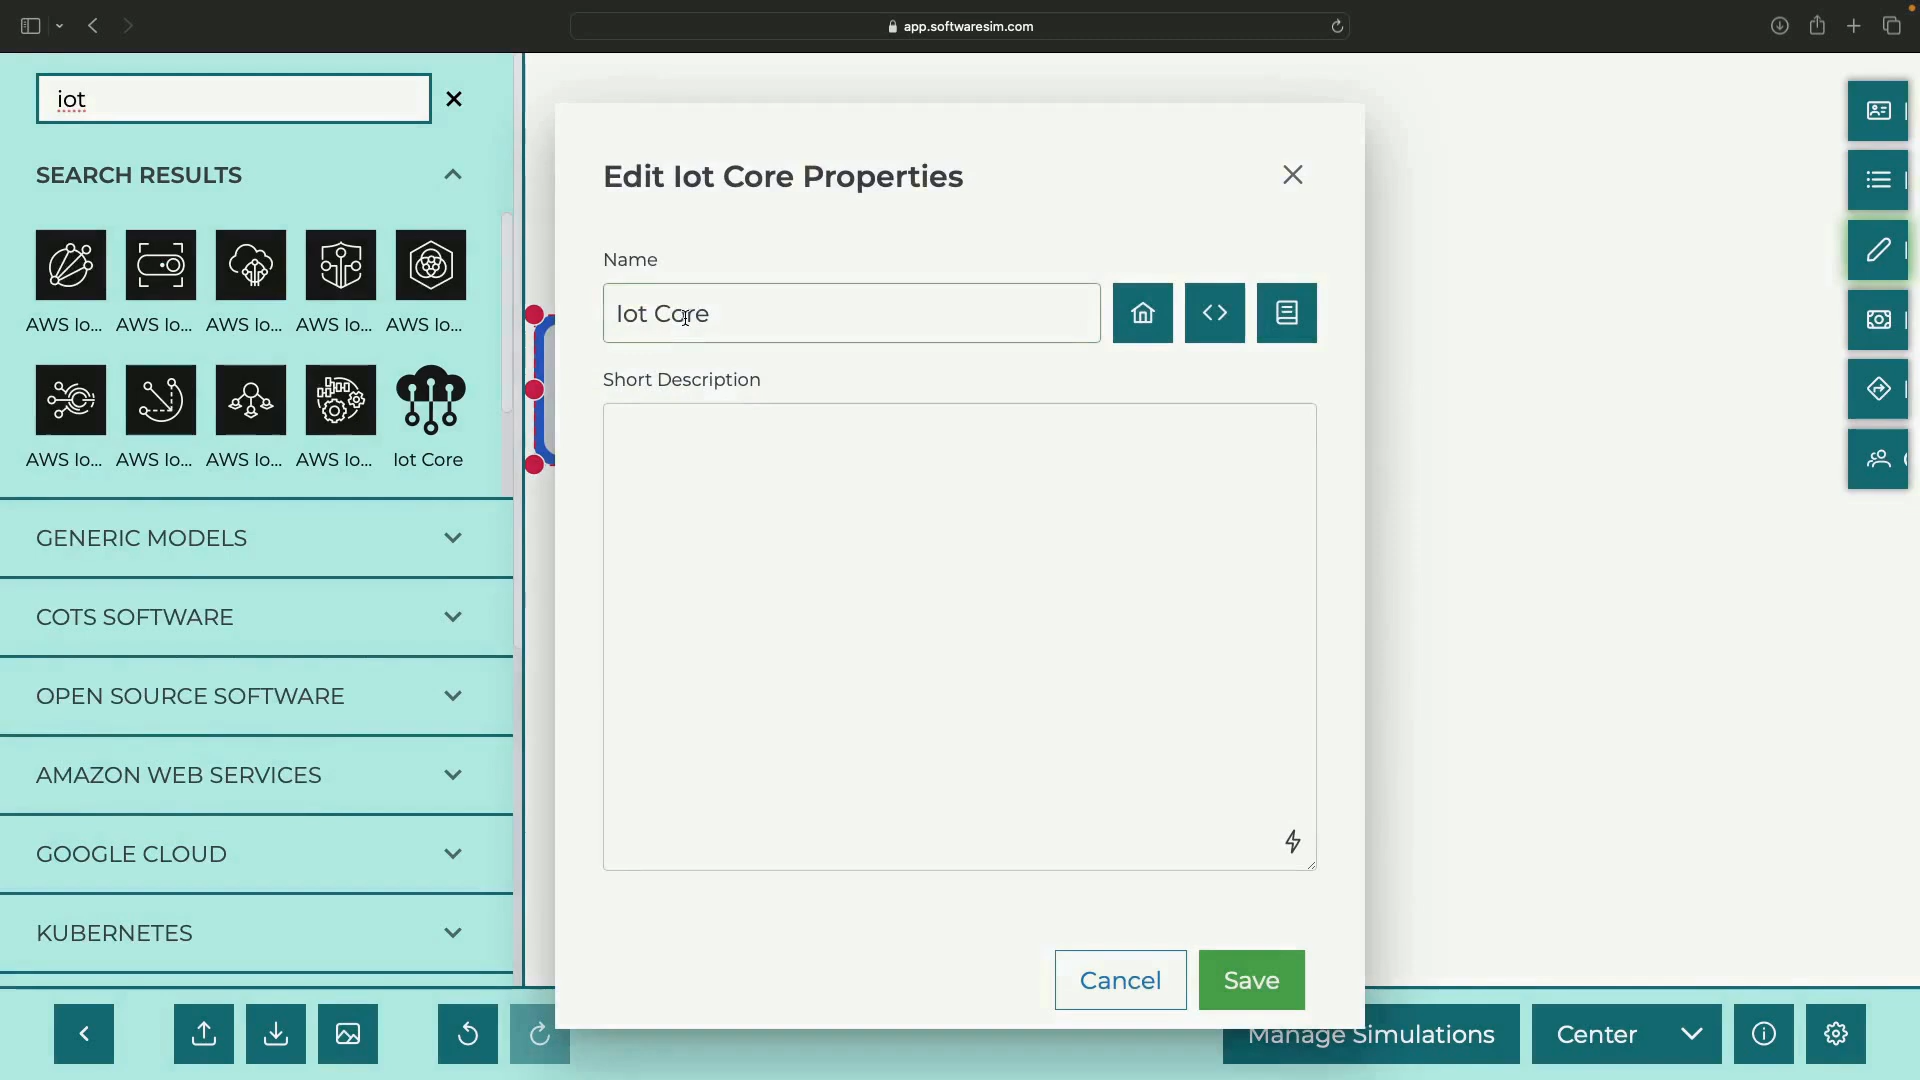 app.softwaresim.com
iot
SEARCH RESULTS
AWS Io... AWS Io... AWS Io... AWS Io... AWS Io...
AWS Io... AWS Io... AWS Io... AWS Io... Iot Core
GENERIC MODELS
COTS SOFTWARE
OPEN SOURCE SOFTWARE
AMAZON WEB SERVICES
GOOGLE CLOUD
KUBERNETES
Edit Iot Core Properties
Name
Iot Core
Short Description
Cancel Save
Manage Simulations Center